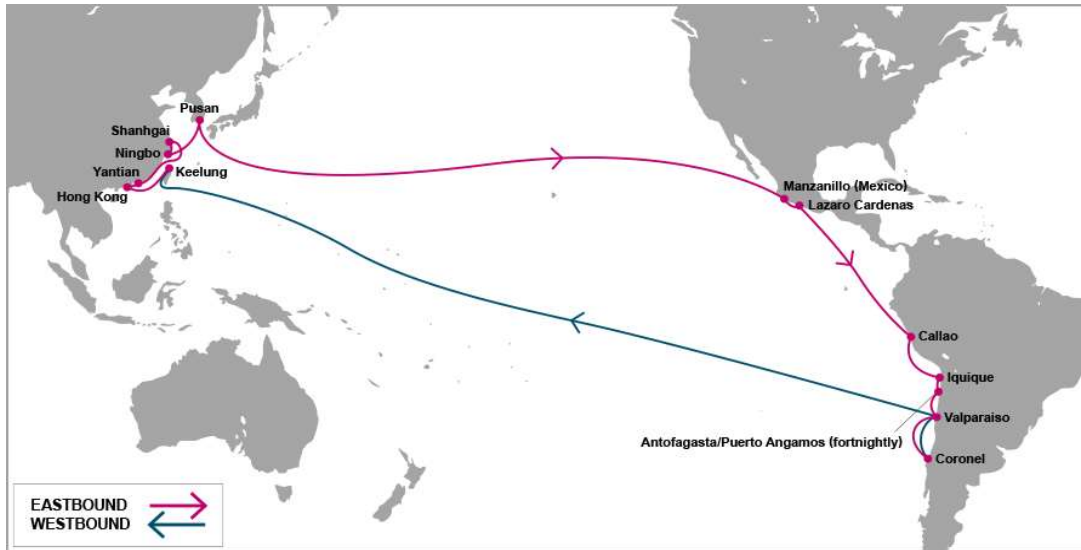 Pusan
Shanhgai
Ningbo
Yantian
Keelung
Hong Kong
Manzanillo (Mexico)
Lazaro Cardenas
Callao
Iquique
Valparaiso
Antofagasta/Puerto Angamos (fortnightly)
Coronel
EASTBOUND
WESTBOUND